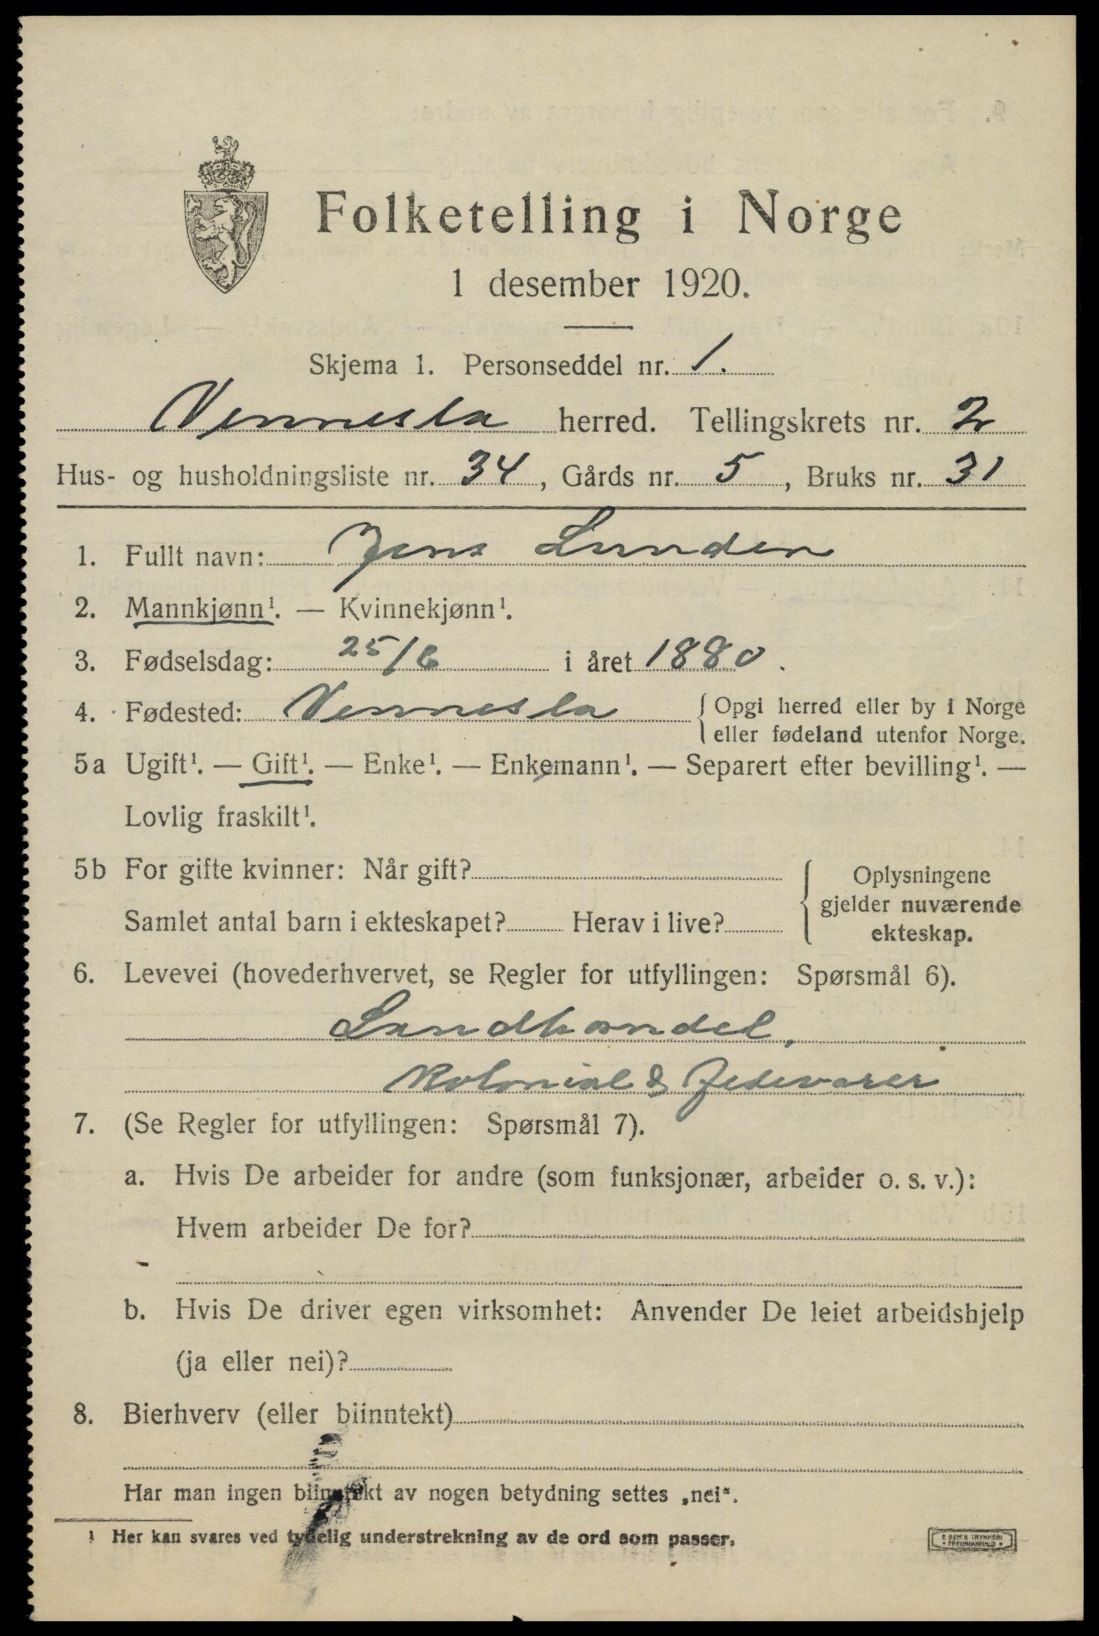 Folketelling i Norge
1 desember 1920.
Skjema 1. Personseddel nr. 1.
Vennesla herred. Tellingskrets nr. 2
Hus- og husholdningsliste nr. 34, Gårds nr. 5, Bruks nr. 31
1. Fullt navn: Jens Lunden
2. Mannkjønn¹. — Kvinnekjønn¹.
3. Fødselsdag: 25/6 i året 1880.
4. Fødested: Vennesla { Opgi herred eller by i Norge
eller fødeland utenfor Norge.
5a Ugift¹. — Gift¹. — Enke¹. — Enkemann¹. — Separert efter bevilling¹. —
Lovlig fraskilt¹.
5b For gifte kvinner: Når gift?
Samlet antal barn i ekteskapet? Herav i live?
Oplysningene
gjelder nuværende
ekteskap.
6. Levevei (hovederhvervet, se Regler for utfyllingen: Spørsmål 6).
Landhandel,
Kolonial & Fedevarer
7. (Se Regler for utfyllingen: Spørsmål 7).
a. Hvis De arbeider for andre (som funksjonær, arbeider o. s. v.):
Hvem arbeider De for?
b. Hvis De driver egen virksomhet: Anvender De leiet arbeidshjelp
(ja eller nei)?
8. Bierhverv (eller biinntekt)
Har man ingen biinntekt av nogen betydning settes „nei".
¹ Her kan svares ved tydelig understrekning av de ord som passer.